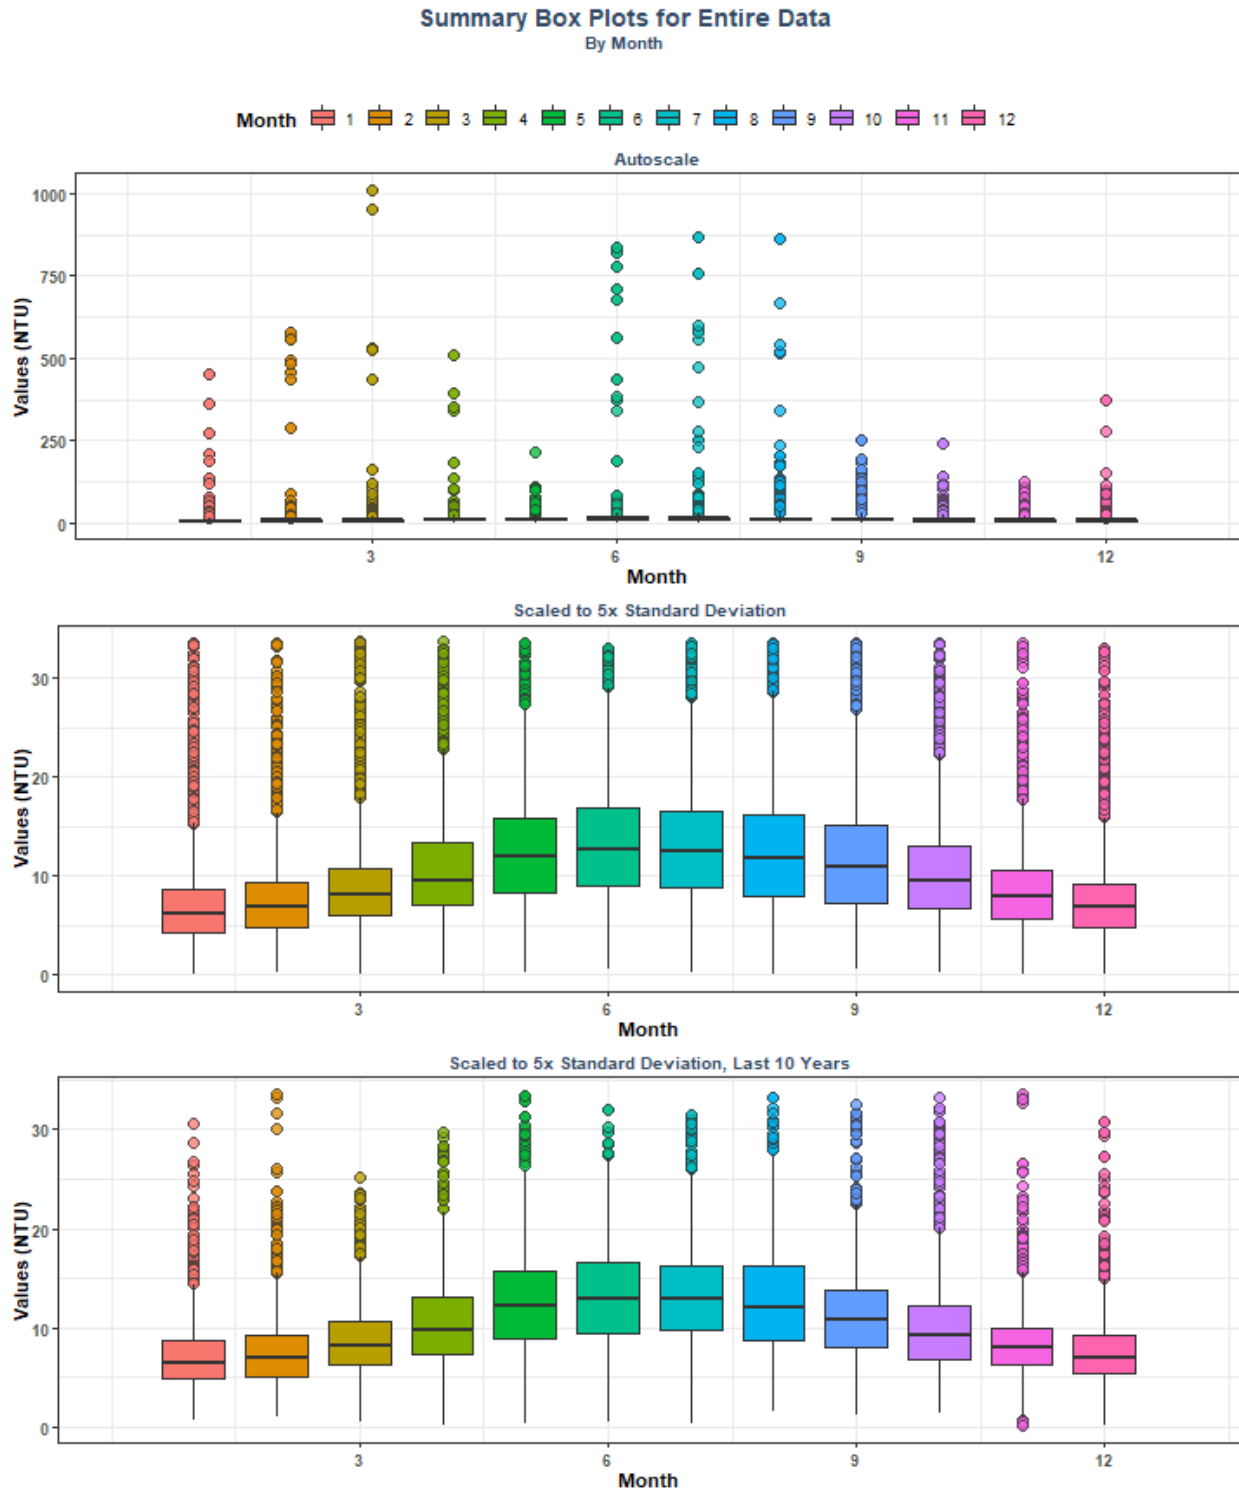 Summary Box Plots for Entire Data
By Month
Month 1 2 3 4 5 6 7 8 9 10 11 12
Autoscale
Values (NTU)
1000
750
500
250
0
3 6 9 12
Month
Scaled to 5x Standard Deviation
Values (NTU)
30
20
10
0
3 6 9 12
Month
Scaled to 5x Standard Deviation, Last 10 Years
Values (NTU)
30
20
10
0
3 6 9 12
Month